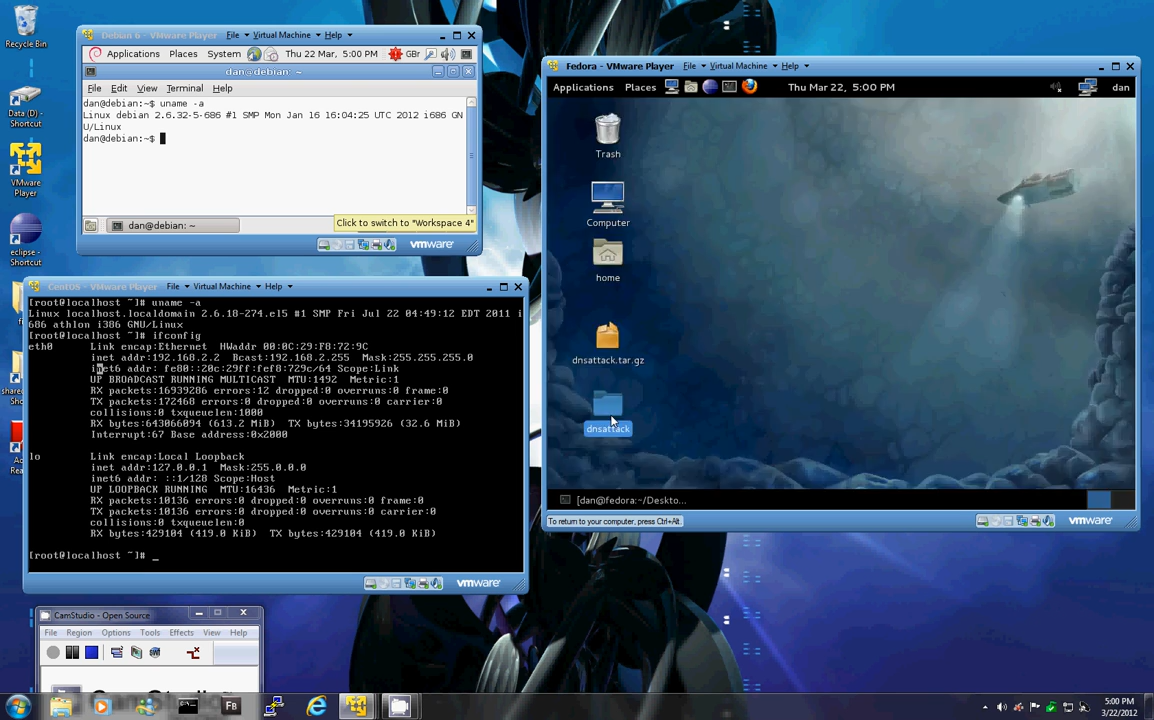 Recycle Bin
Data (D) -
Shortcut
VMware
Player
eclipse -
Shortcut
Debian 6 - VMware Player File Virtual Machine Help
Applications Places System Thu 22 Mar, 5:00 PM GBr
dan@debian: ~
File Edit View Terminal Help
dan@debian:~$ uname -a
Linux debian 2.6.32-5-686 #1 SMP Mon Jan 16 16:04:25 UTC 2012 i686 GN
U/Linux
dan@debian:~$
Click to switch to "Workspace 4"
dan@debian: ~
vmware
CentOS - VMware Player File Virtual Machine Help
[root@localhost ~]# uname -a
Linux localhost.localdomain 2.6.18-274.el5 #1 SMP Fri Jul 22 04:49:12 EDT 2011 i
686 athlon i386 GNU/Linux
[root@localhost ~]# ifconfig
eth0 Link encap:Ethernet HWaddr 00:0C:29:F8:72:9C
inet addr:192.168.2.2 Bcast:192.168.2.255 Mask:255.255.255.0
inet6 addr: fe80::20c:29ff:fef8:729c/64 Scope:Link
UP BROADCAST RUNNING MULTICAST MTU:1492 Metric:1
RX packets:16939286 errors:12 dropped:0 overruns:0 frame:0
TX packets:172468 errors:0 dropped:0 overruns:0 carrier:0
collisions:0 txqueuelen:1000
RX bytes:643066094 (613.2 MiB) TX bytes:34195926 (32.6 MiB)
Interrupt:67 Base address:0x2000
lo Link encap:Local Loopback
inet addr:127.0.0.1 Mask:255.0.0.0
inet6 addr: ::1/128 Scope:Host
UP LOOPBACK RUNNING MTU:16436 Metric:1
RX packets:10136 errors:0 dropped:0 overruns:0 frame:0
TX packets:10136 errors:0 dropped:0 overruns:0 carrier:0
collisions:0 txqueuelen:0
RX bytes:429104 (419.0 KiB) TX bytes:429104 (419.0 KiB)
[root@localhost ~]# _
vmware
Fedora - VMware Player File Virtual Machine Help
Applications Places Thu Mar 22, 5:00 PM dan
Trash
Computer
home
dnsattack.tar.gz
dnsattack
[dan@fedora:~/Deskto...
To return to your computer, press Ctrl+Alt.
vmware
CamStudio - Open Source
File Region Options Tools Effects View Help
Fb
5:00 PM
3/22/2012